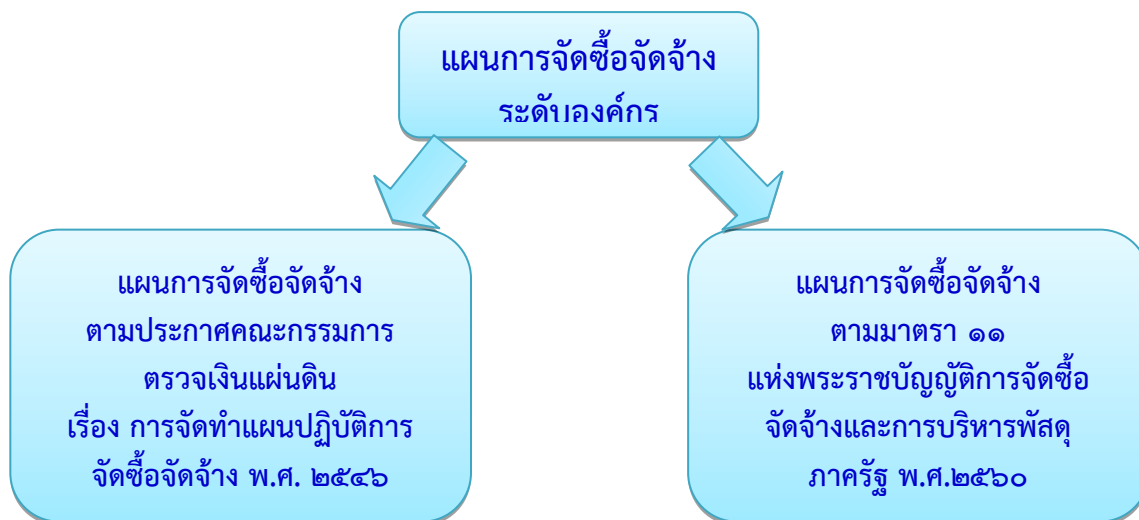 แผนการจัดซื้อจัดจ้าง
ระดับองค์กร
แผนการจัดซื้อจัดจ้าง
ตามประกาศคณะกรรมการ
ตรวจเงินแผ่นดิน
เรื่อง การจัดทำแผนปฏิบัติการ
จัดซื้อจัดจ้าง พ.ศ. ๒๕๔๖
แผนการจัดซื้อจัดจ้าง
ตามมาตรา ๑๑
แห่งพระราชบัญญัติการจัดซื้อ
จัดจ้างและการบริหารพัสดุ
ภาครัฐ พ.ศ.๒๕๖๐